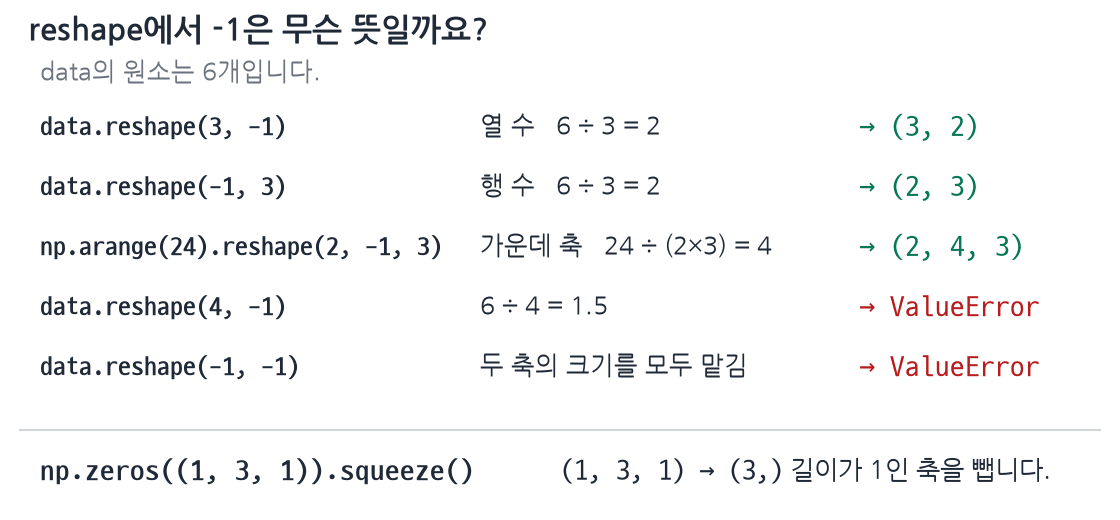 reshape에서 -1은 무슨 뜻일까요?
data의 원소는 6개입니다.
data.reshape(3, -1) 열 수 6 ÷ 3 = 2 → (3, 2)
data.reshape(-1, 3) 행 수 6 ÷ 3 = 2 → (2, 3)
np.arange(24).reshape(2, -1, 3) 가운데 축 24 ÷ (2×3) = 4 → (2, 4, 3)
data.reshape(4, -1) 6 ÷ 4 = 1.5 → ValueError
data.reshape(-1, -1) 두 축의 크기를 모두 맡김 → ValueError
np.zeros((1, 3, 1)).squeeze() (1, 3, 1) → (3,) 길이가 1인 축을 뺍니다.